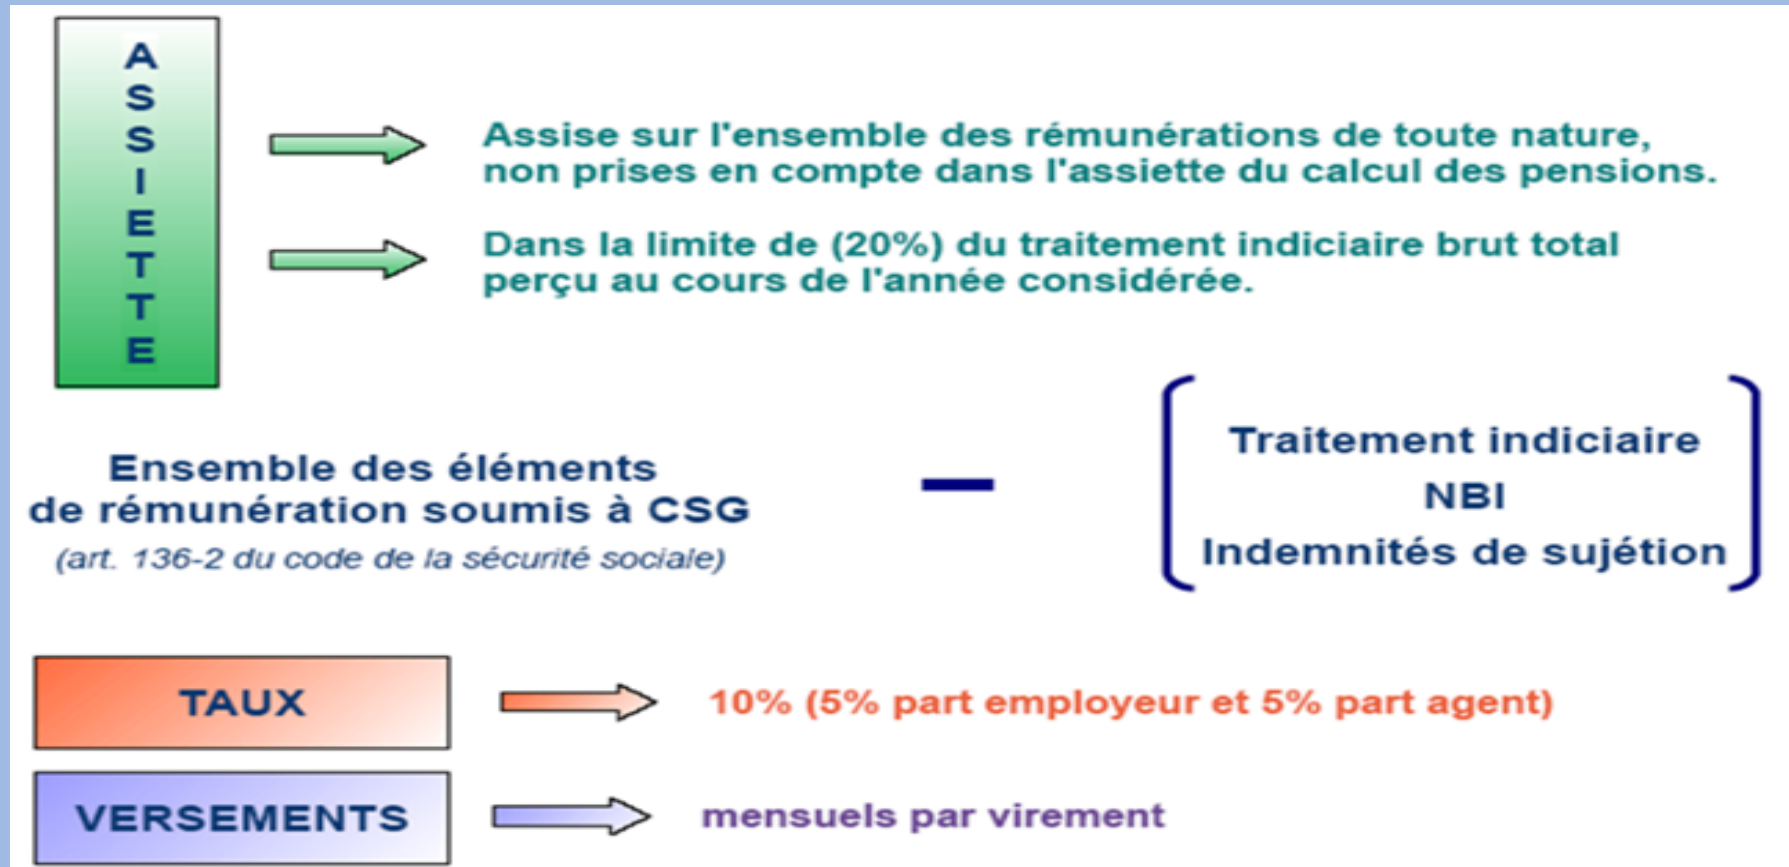 ASSIETTE
Assise sur l'ensemble des rémunérations de toute nature,
non prises en compte dans l'assiette du calcul des pensions.
Dans la limite de (20%) du traitement indiciaire brut total
perçu au cours de l'année considérée.
Ensemble des éléments
de rémunération soumis à CSG
(art. 136-2 du code de la sécurité sociale)
–
Traitement indiciaire
NBI
Indemnités de sujétion
TAUX
10% (5% part employeur et 5% part agent)
VERSEMENTS
mensuels par virement